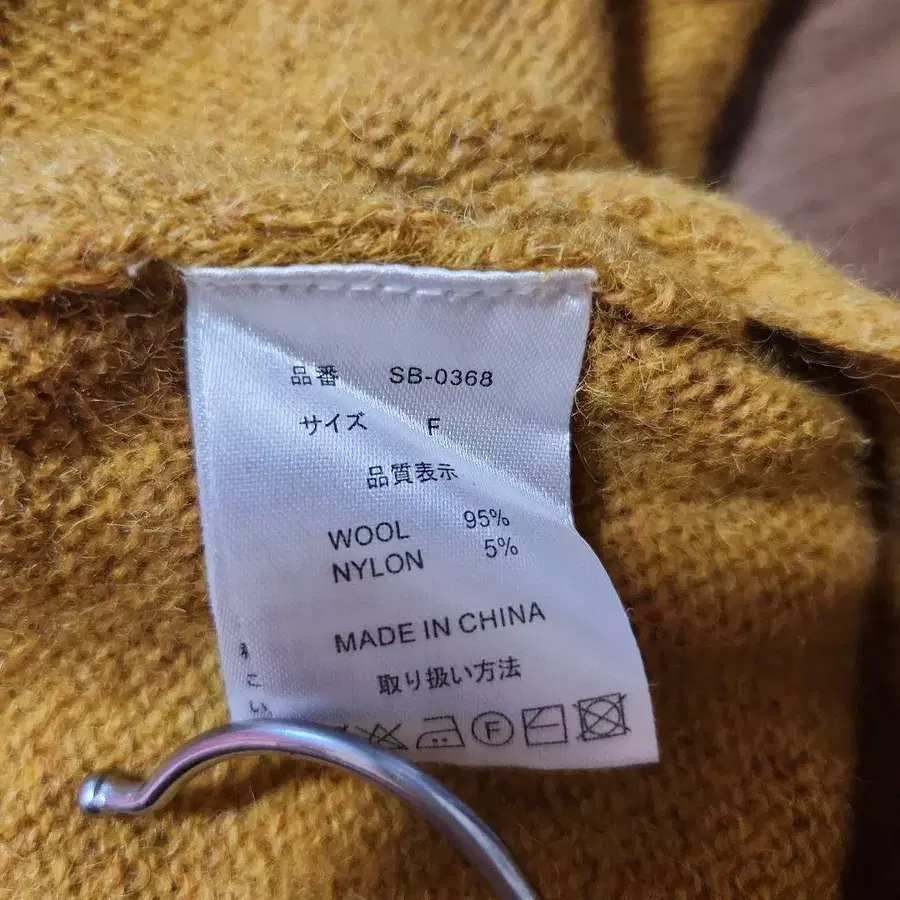 品番 SB-0368
サイズ F
品質表示
WOOL 95%
NYLON 5%
MADE IN CHINA
取り扱い方法
F